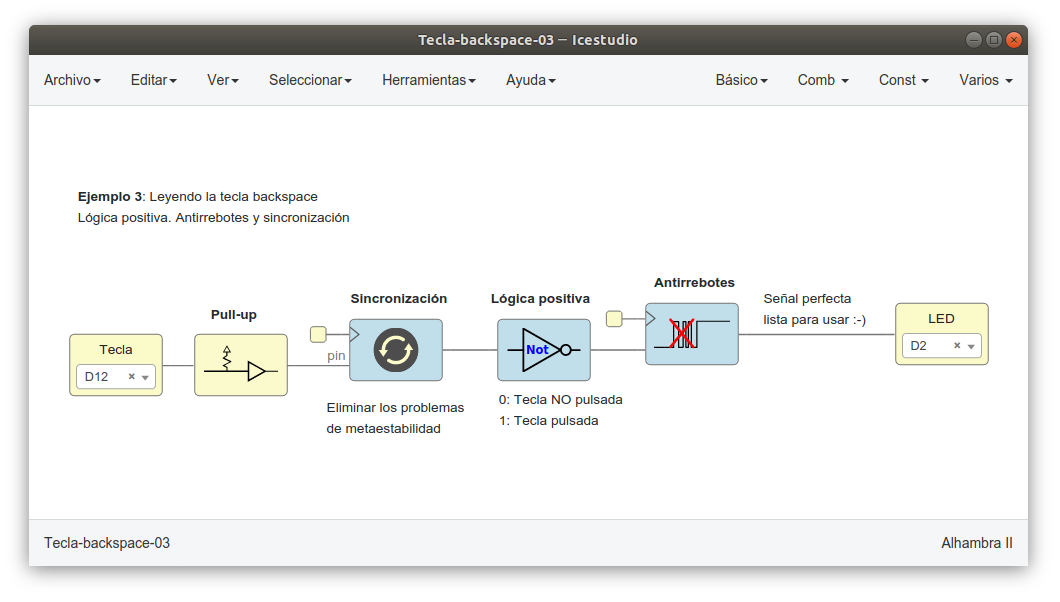 Tecla-backspace-03 — Icestudio
Archivo Editar Ver Seleccionar Herramientas Ayuda Básico Comb Const Varios
Ejemplo 3: Leyendo la tecla backspace
Lógica positiva. Antirrebotes y sincronización
Pull-up
Sincronización
Lógica positiva
Antirrebotes
Señal perfecta
lista para usar :-)
Tecla
D12
pin
Not
LED
D2
Eliminar los problemas
de metaestabilidad
0: Tecla NO pulsada
1: Tecla pulsada
Tecla-backspace-03
Alhambra II